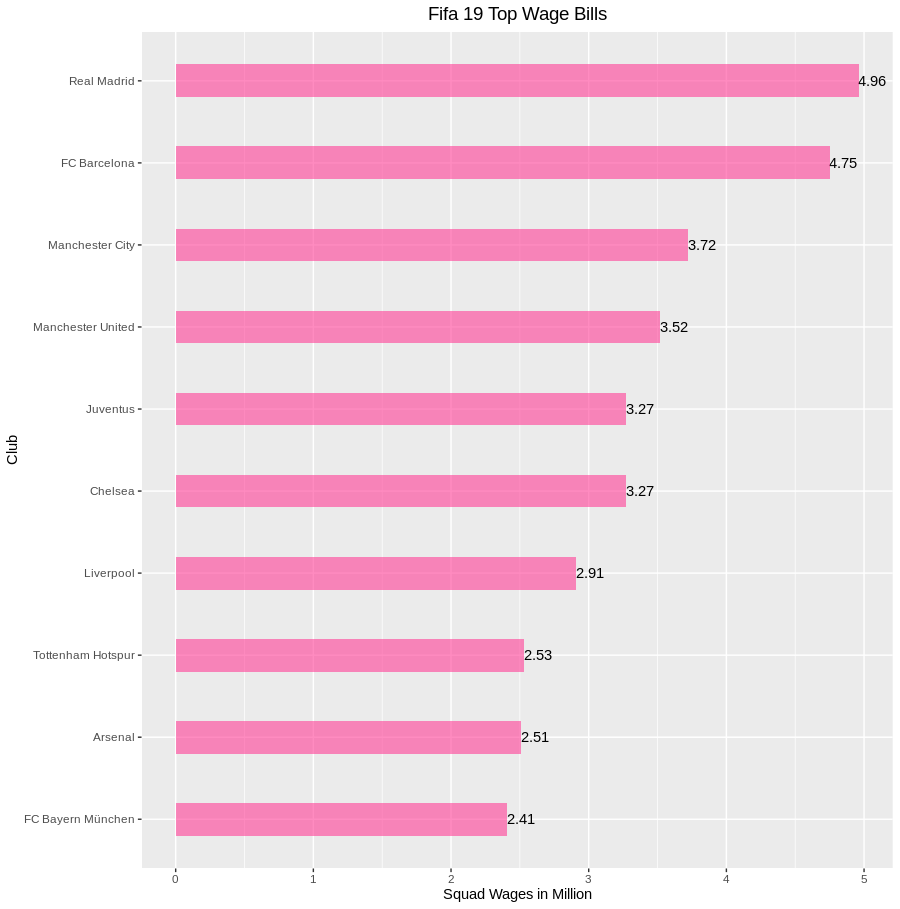 Fifa 19 Top Wage Bills
Club
Real Madrid 4.96
FC Barcelona 4.75
Manchester City 3.72
Manchester United 3.52
Juventus 3.27
Chelsea 3.27
Liverpool 2.91
Tottenham Hotspur 2.53
Arsenal 2.51
FC Bayern München 2.41
0 1 2 3 4 5
Squad Wages in Million